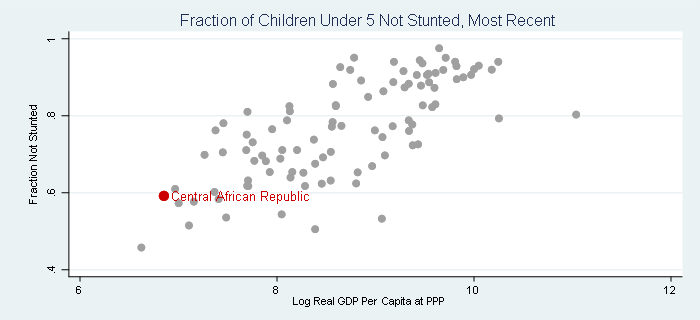 Fraction of Children Under 5 Not Stunted, Most Recent
Fraction Not Stunted
1
.8
.6
.4
Central African Republic
6
8
10
12
Log Real GDP Per Capita at PPP